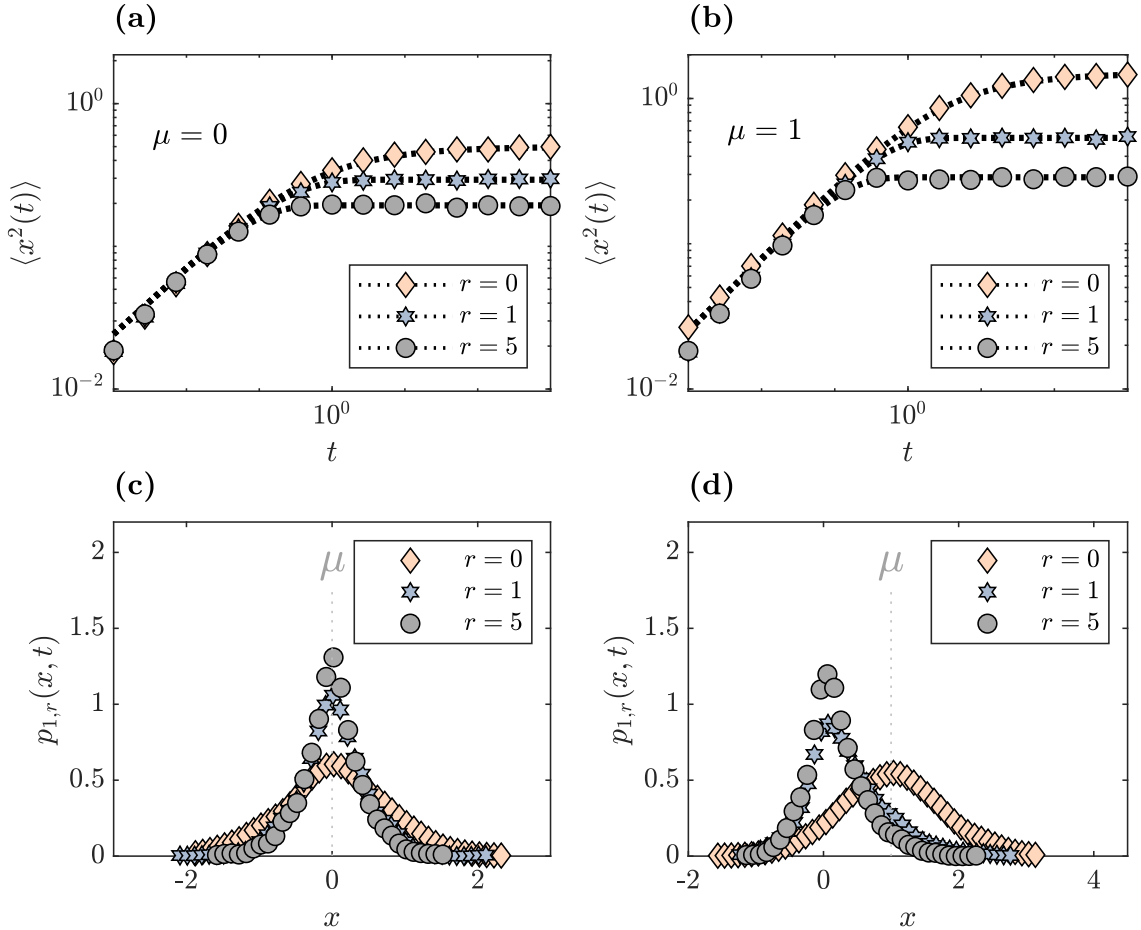 (a)
10^0
10^{-2}
μ = 0
⟨x^2(t)⟩
r = 0
r = 1
r = 5
10^0
t
(b)
10^0
10^{-2}
μ = 1
⟨x^2(t)⟩
r = 0
r = 1
r = 5
10^0
t
(c)
2
1.5
1
0.5
0
p_{1,r}(x, t)
μ
r = 0
r = 1
r = 5
-2
0
2
x
(d)
2
1.5
1
0.5
0
p_{1,r}(x, t)
μ
r = 0
r = 1
r = 5
-2
0
2
4
x